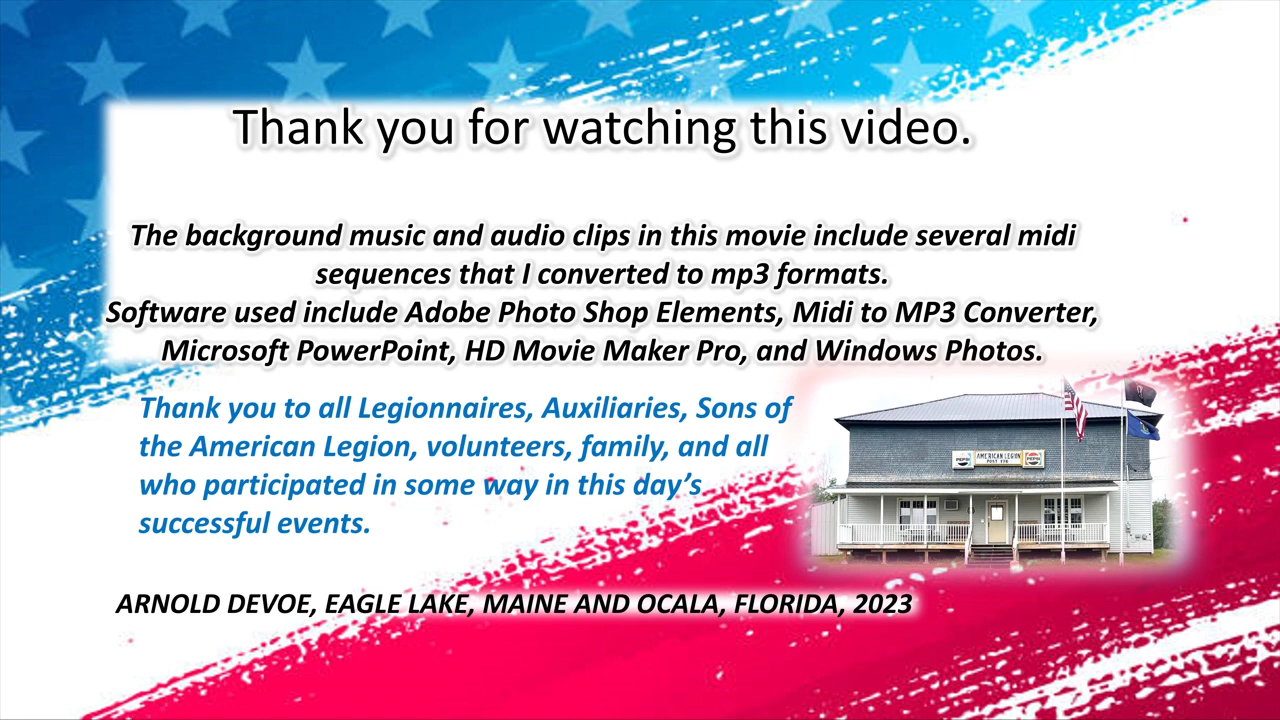 Thank you for watching this video.
The background music and audio clips in this movie include several midi
sequences that I converted to mp3 formats.
Software used include Adobe Photo Shop Elements, Midi to MP3 Converter,
Microsoft PowerPoint, HD Movie Maker Pro, and Windows Photos.
Thank you to all Legionnaires, Auxiliaries, Sons of
the American Legion, volunteers, family, and all
who participated in some way in this day's
successful events.
PEPSI
AMERICAN LEGION
POST 176
PEPSI
ARNOLD DEVOE, EAGLE LAKE, MAINE AND OCALA, FLORIDA, 2023